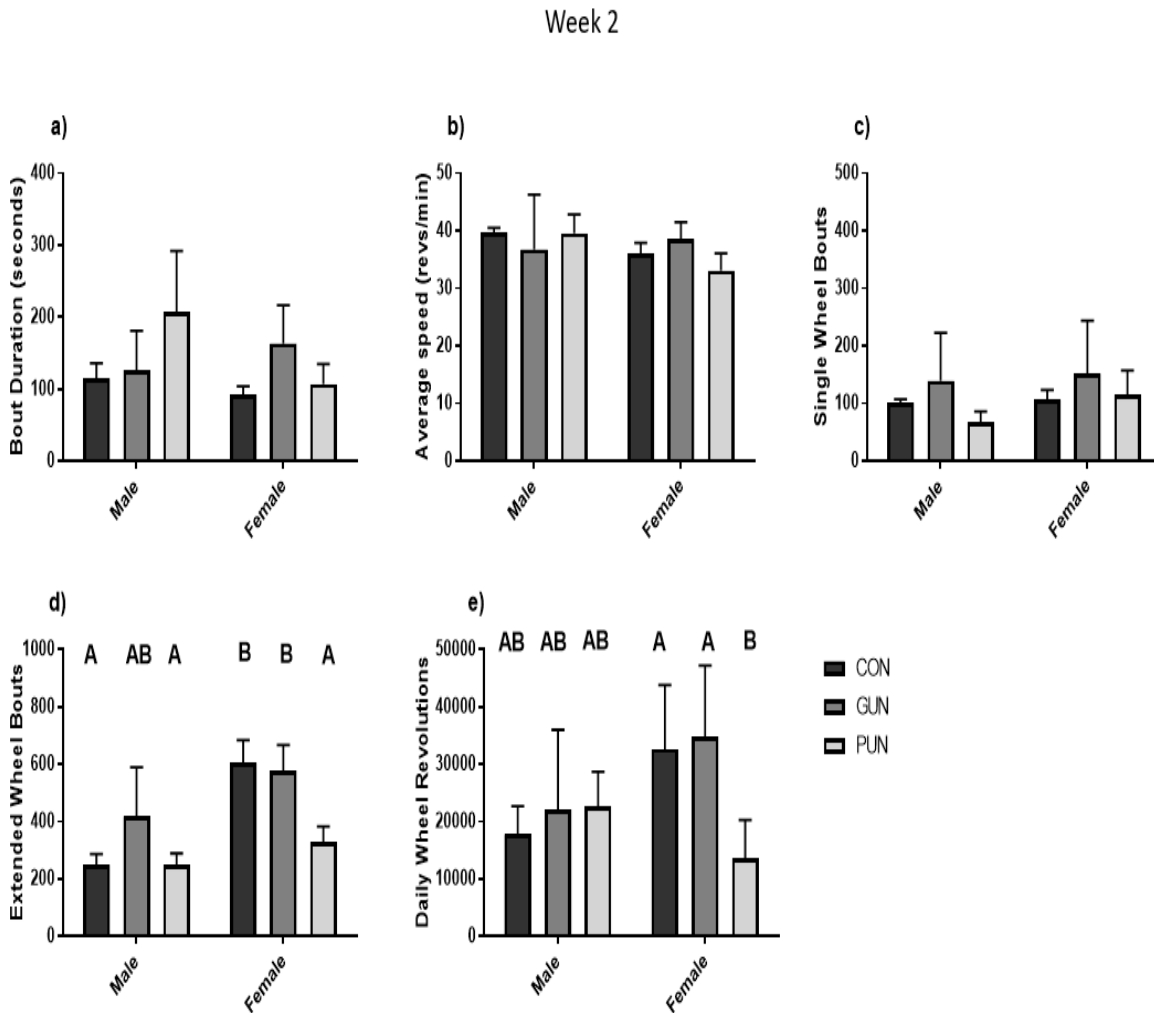 Week 2
a)
Bout Duration (seconds)
400
300
200
100
0
Male
Female
b)
Average speed (revs/min)
50
40
30
20
10
0
Male
Female
c)
Single Wheel Bouts
500
400
300
200
100
0
Male
Female
d)
Extended Wheel Bouts
1000
800
600
400
200
0
A AB A B B A
Male
Female
e)
Daily Wheel Revolutions
50000
40000
30000
20000
10000
0
AB AB AB A A B
Male
Female
CON
GUN
PUN